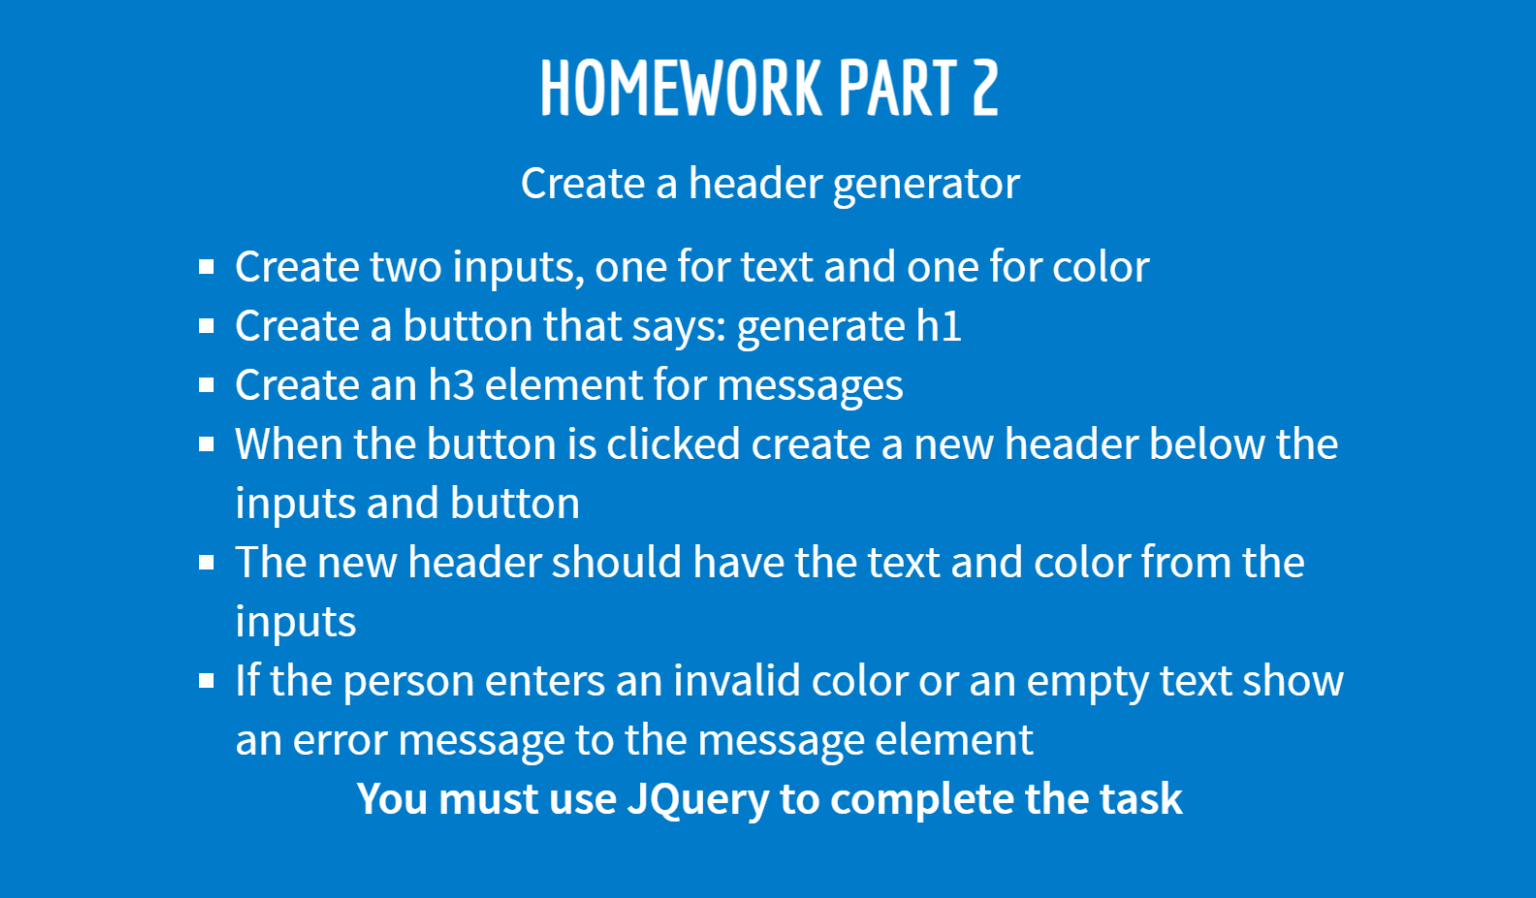 HOMEWORK PART 2
Create a header generator
Create two inputs, one for text and one for color
Create a button that says: generate h1
Create an h3 element for messages
When the button is clicked create a new header below the
inputs and button
The new header should have the text and color from the
inputs
If the person enters an invalid color or an empty text show
an error message to the message element
You must use JQuery to complete the task